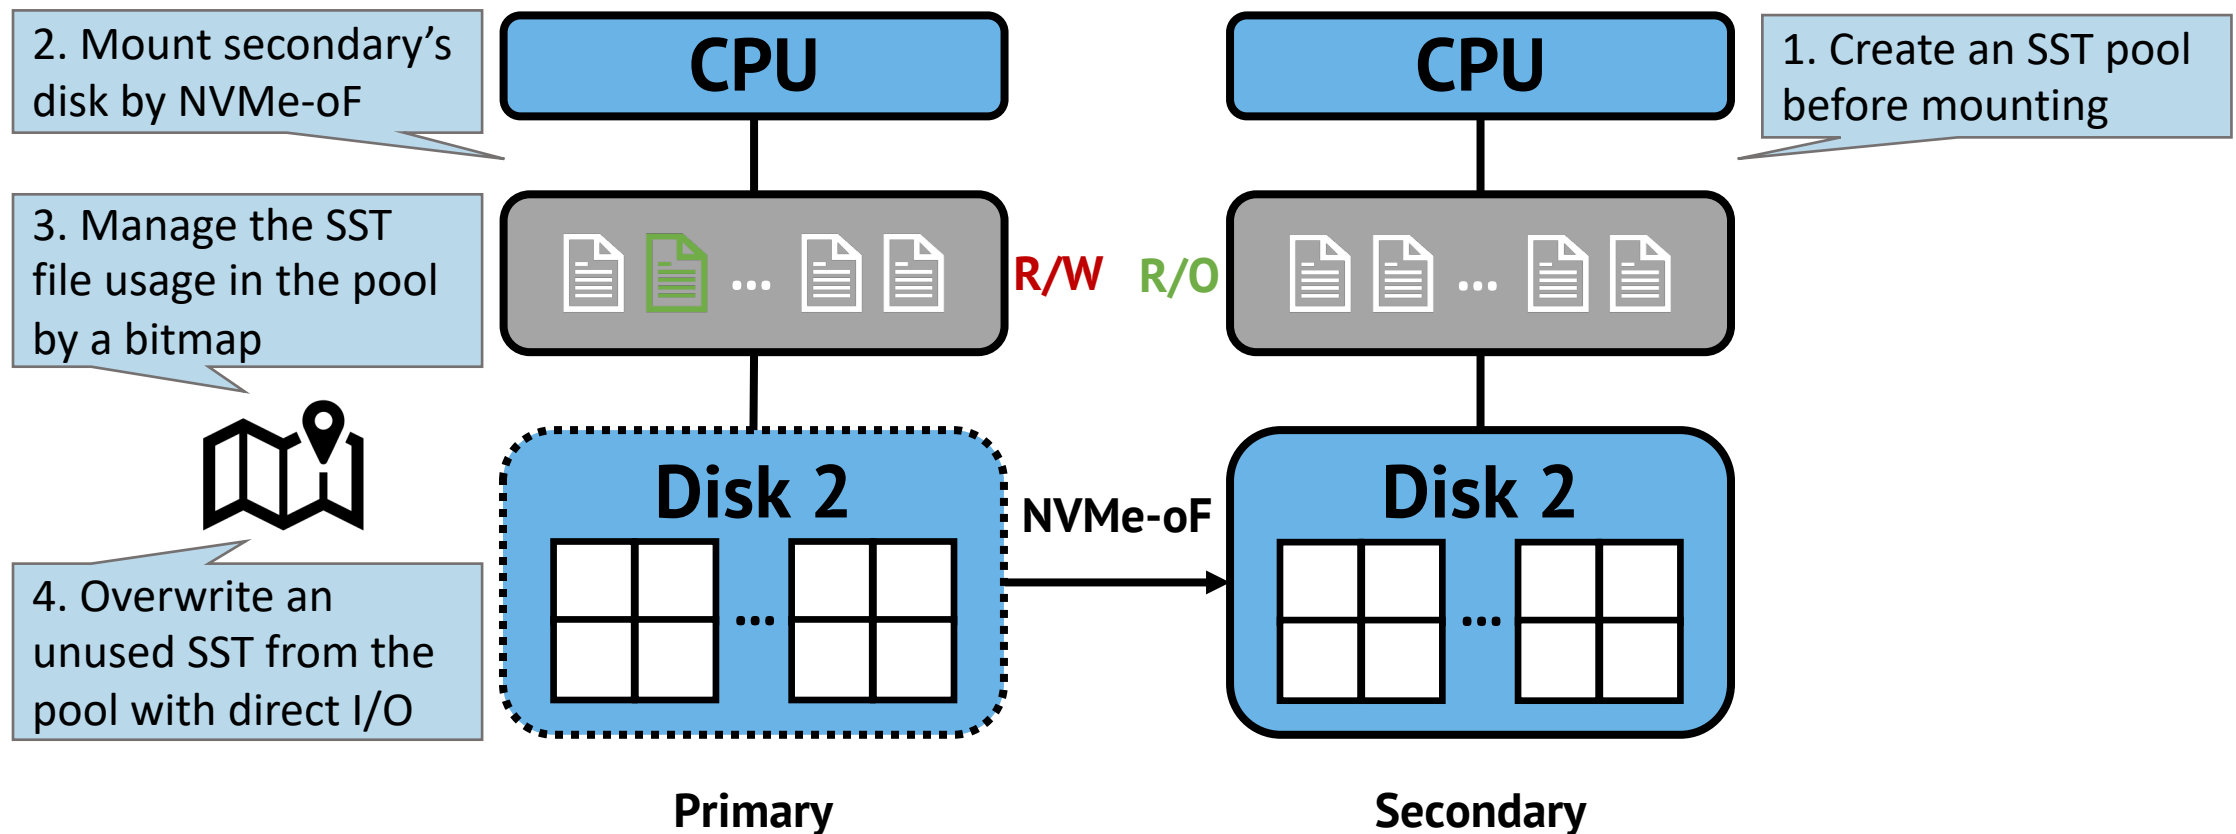 2. Mount secondary’s
disk by NVMe-oF
CPU
CPU
1. Create an SST pool
before mounting
3. Manage the SST
file usage in the pool
by a bitmap
...
R/W
R/O
...
4. Overwrite an
unused SST from the
pool with direct I/O
Disk 2
...
NVMe-oF
Disk 2
...
Primary
Secondary